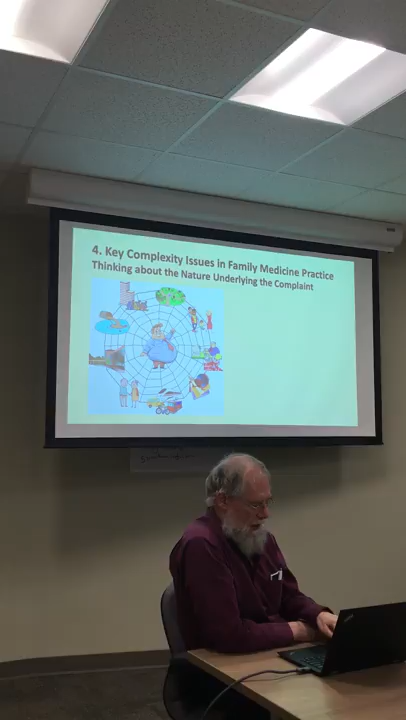 4. Key Complexity Issues in Family Medicine Practice
Thinking about the Nature Underlying the Complaint